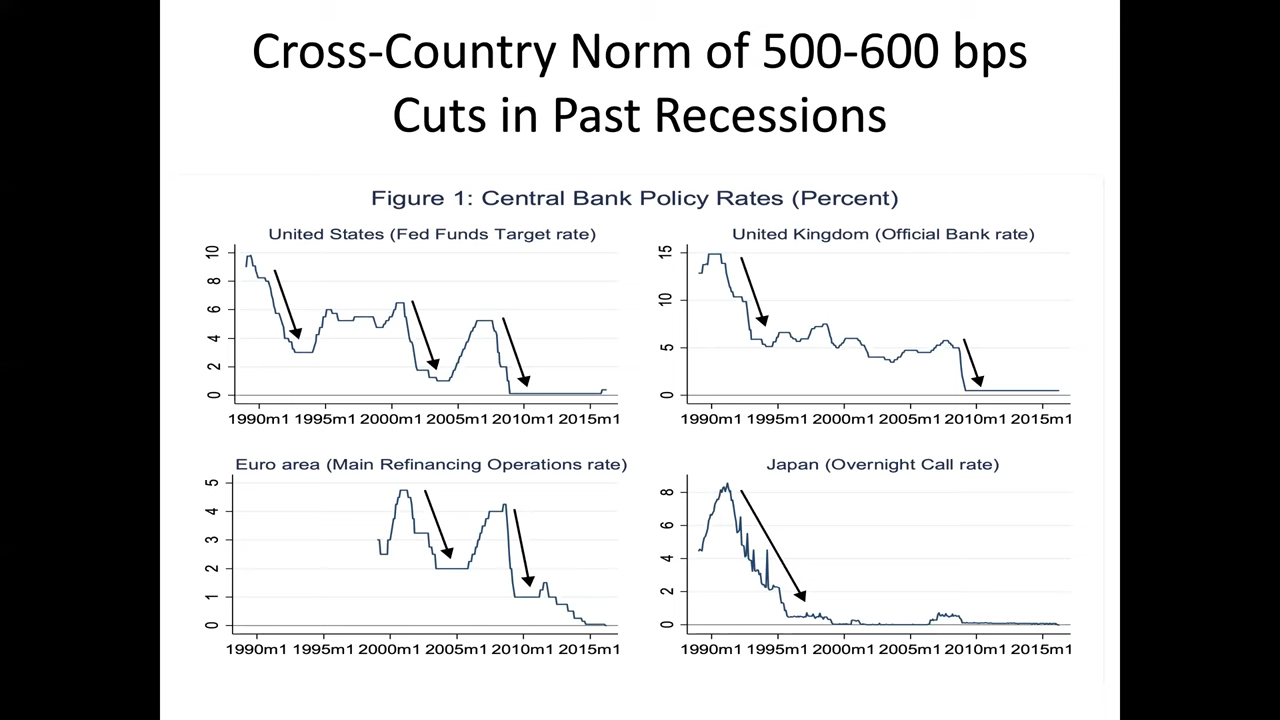 Cross-Country Norm of 500-600 bps
Cuts in Past Recessions
Figure 1: Central Bank Policy Rates (Percent)
United States (Fed Funds Target rate)
10
8
6
4
2
0
1990m1 1995m1 2000m1 2005m1 2010m1 2015m1
United Kingdom (Official Bank rate)
15
10
5
0
1990m1 1995m1 2000m1 2005m1 2010m1 2015m1
Euro area (Main Refinancing Operations rate)
5
4
3
2
1
0
1990m1 1995m1 2000m1 2005m1 2010m1 2015m1
Japan (Overnight Call rate)
8
6
4
2
0
1990m1 1995m1 2000m1 2005m1 2010m1 2015m1